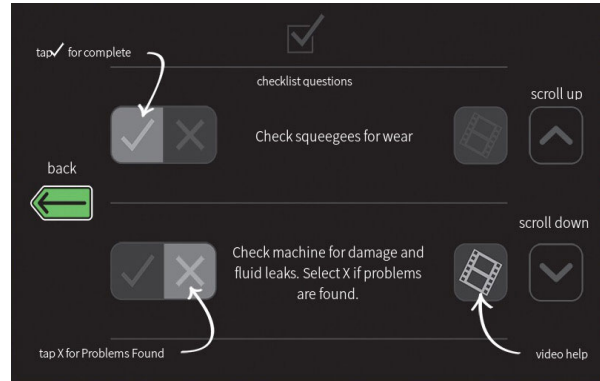 tap✓ for complete
checklist questions
scroll up
Check squeegees for wear
back
scroll down
Check machine for damage and
fluid leaks. Select X if problems
are found.
tap X for Problems Found
video help